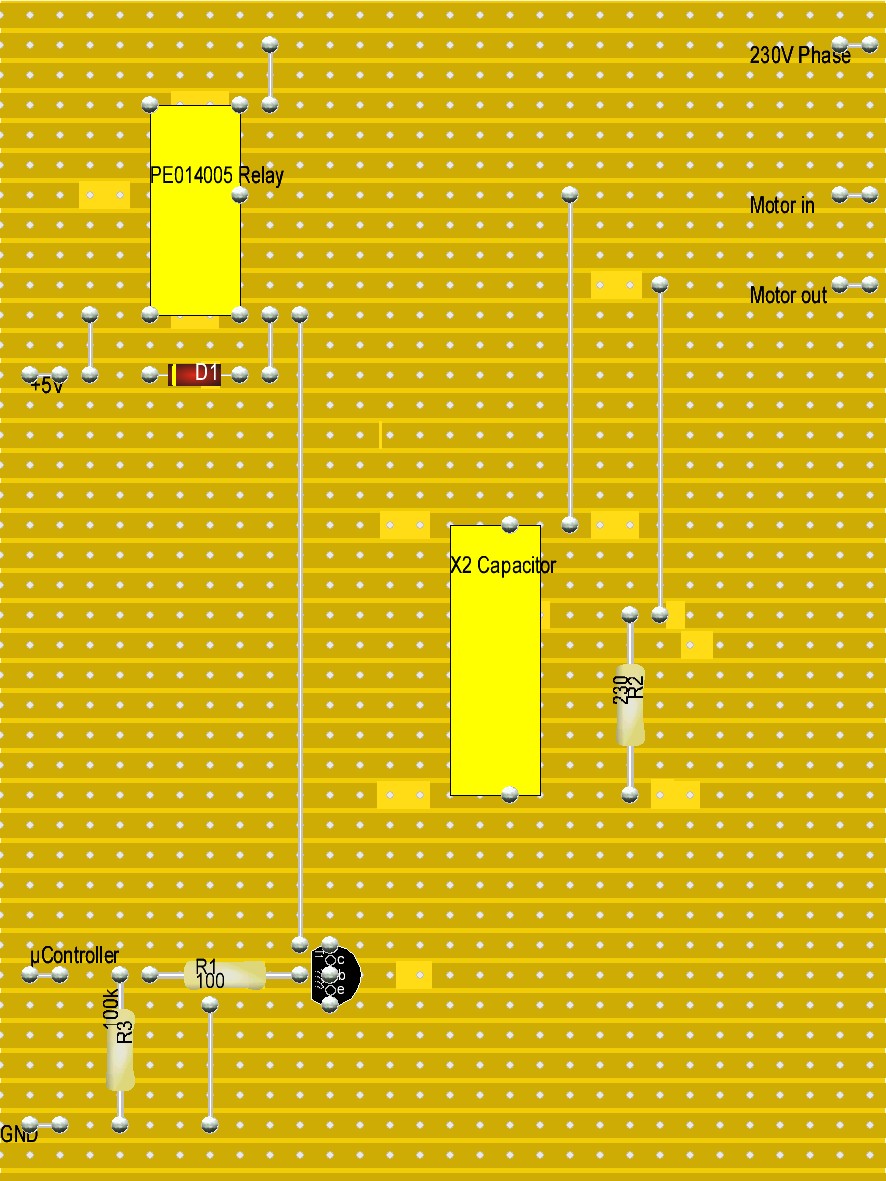 230V Phase
PE014005 Relay
Motor in
Motor out
D1
+5V
X2 Capacitor
230
R2
µController
R1
100
c
b
e
100k
R3
GND